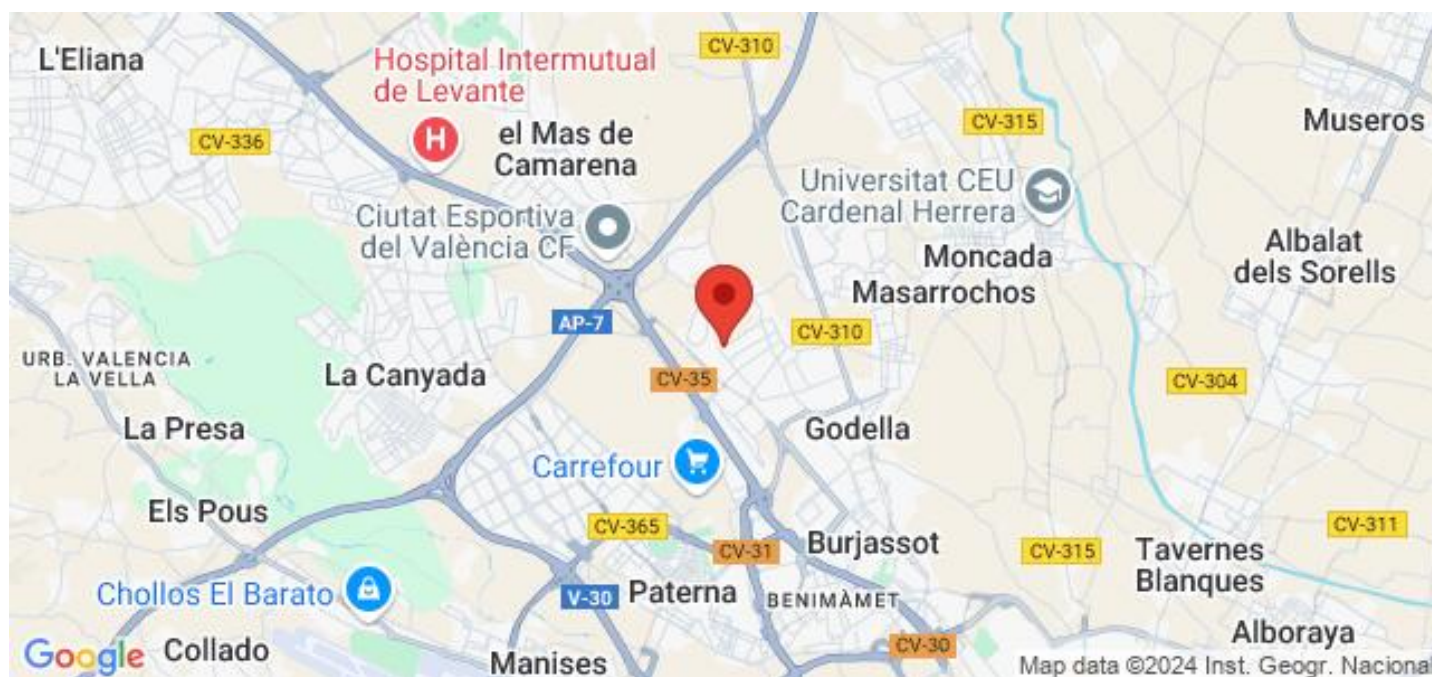 L'Eliana
Hospital Intermutual
de Levante
CV-310
CV-336
H
el Mas de
Camarena
CV-315
Museros
Universitat CEU
Cardenal Herrera
Ciutat Esportiva
del València CF
Moncada
Albalat
dels Sorells
Masarrochos
AP-7
CV-310
URB. VALENCIA
LA VELLA
La Canyada
CV-35
CV-304
La Presa
Godella
Carrefour
Els Pous
CV-365
CV-311
CV-31
Burjassot
CV-315
Tavernes
Blanques
Chollos El Barato
V-30
Paterna
BENIMÀMET
Google
Collado
Manises
CV-30
Alboraya
Map data ©2024 Inst. Geogr. Nacional